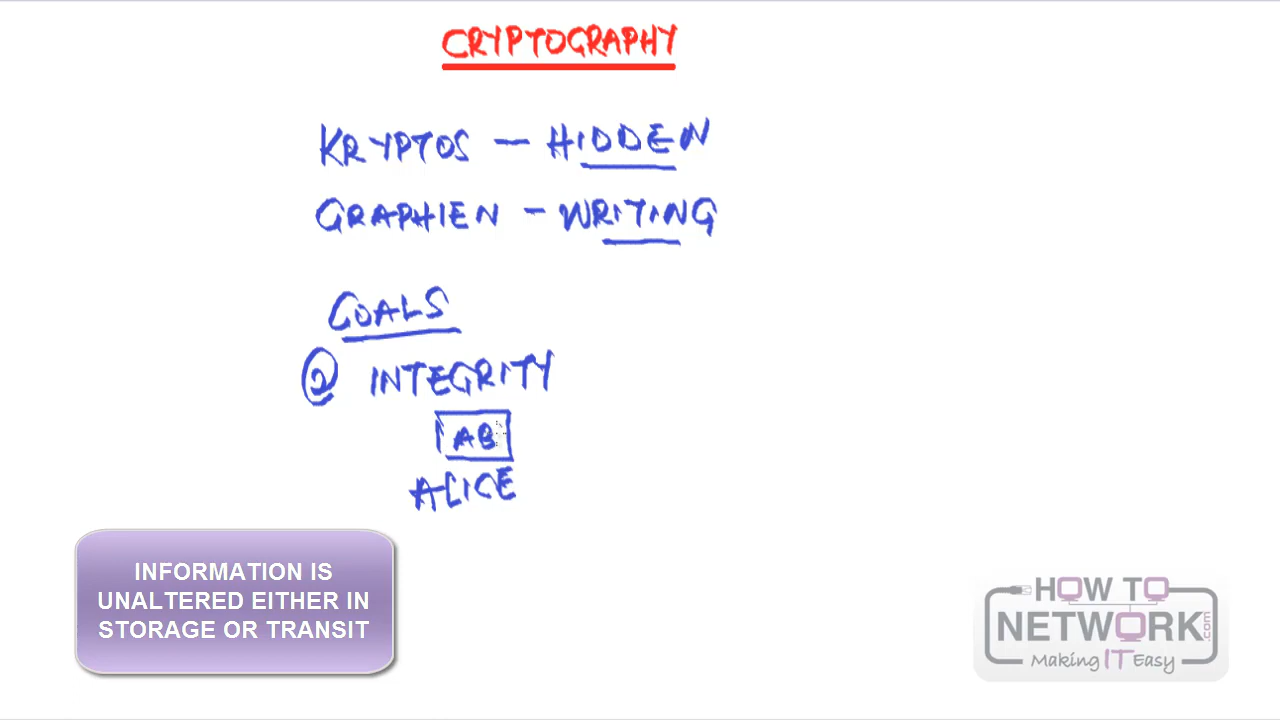 CRYPTOGRAPHY
KRYPTOS — HIDDEN
GRAPHIEN - WRITING
GOALS
② INTEGRITY
AB
ALICE
INFORMATION IS
UNALTERED EITHER IN
STORAGE OR TRANSIT
HOW TO
NETWORK.com
Making IT Easy